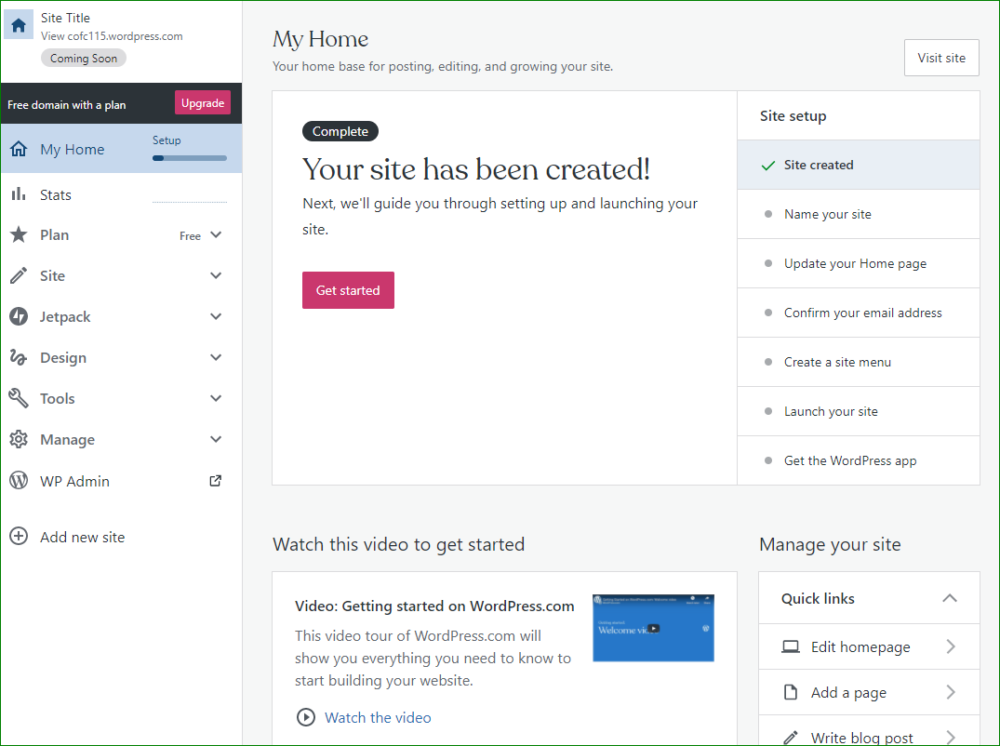 Site Title
View cofc115.wordpress.com
Coming Soon
Free domain with a plan
Upgrade
My Home
Setup
Stats
Plan
Free
Site
Jetpack
Design
Tools
Manage
WP Admin
Add new site
My Home
Your home base for posting, editing, and growing your site.
Visit site
Complete
Your site has been created!
Next, we'll guide you through setting up and launching your
site.
Get started
Site setup
Site created
Name your site
Update your Home page
Confirm your email address
Create a site menu
Launch your site
Get the WordPress app
Watch this video to get started
Video: Getting started on WordPress.com
This video tour of WordPress.com will
show you everything you need to know to
start building your website.
Watch the video
Getting started
Welcome
Manage your site
Quick links
Edit homepage
Add a page
Write blog post